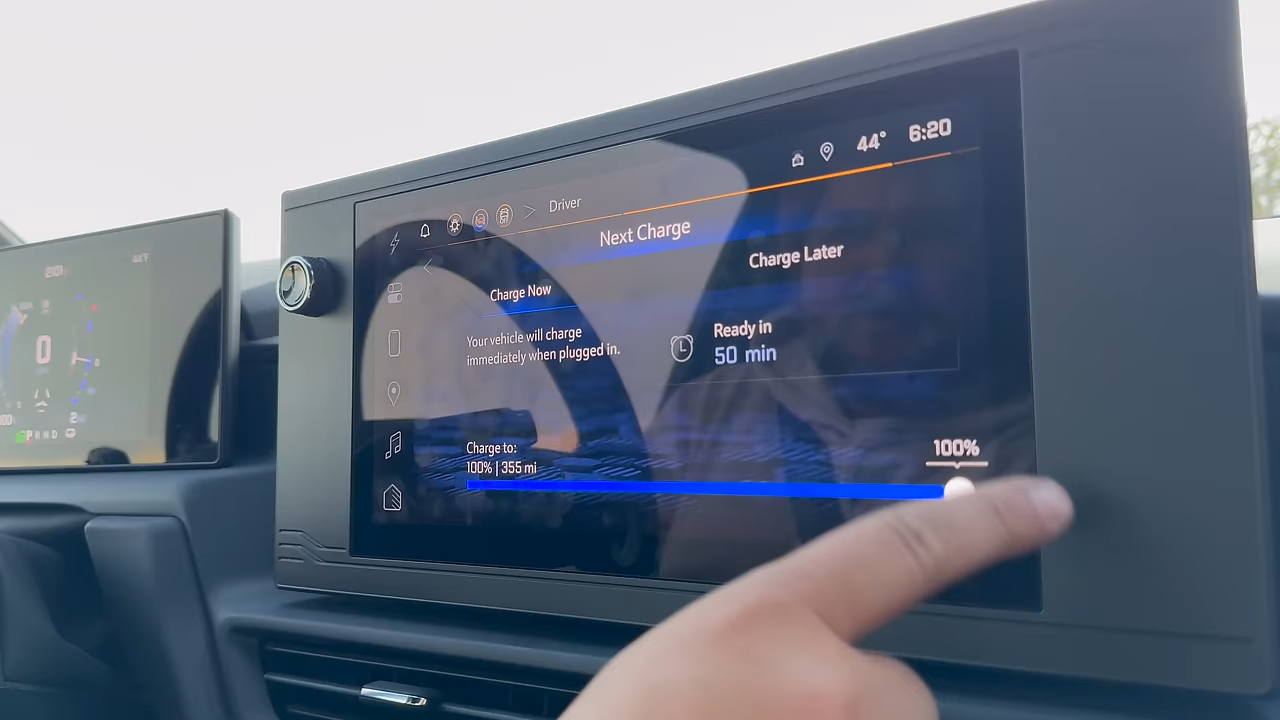 44° 6:20
Driver
Next Charge
Charge Now
Charge Later
Your vehicle will charge
immediately when plugged in.
Ready in
50 min
Charge to:
100% | 355 mi
100%
0
P R N D